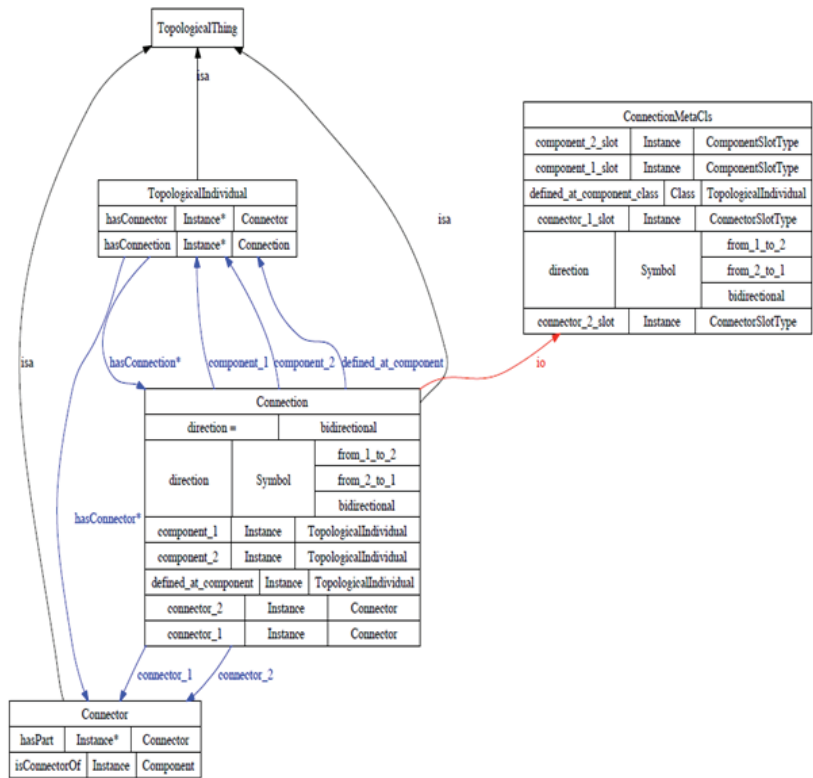 TopologicalThing
isa
ConnectionMetaCls
component_2_slot Instance ComponentSlotType
component_1_slot Instance ComponentSlotType
defined_at_component_class Class TopologicalIndividual
connector_1_slot Instance ConnectorSlotType
direction Symbol from_1_to_2
from_2_to_1
bidirectional
connector_2_slot Instance ConnectorSlotType
TopologicalIndividual
hasConnector Instance* Connector
hasConnection Instance* Connection
isa
isa
hasConnection* component_1 component_2 defined_at_component
io
Connection
direction = bidirectional
direction Symbol from_1_to_2
from_2_to_1
bidirectional
component_1 Instance TopologicalIndividual
component_2 Instance TopologicalIndividual
defined_at_component Instance TopologicalIndividual
connector_2 Instance Connector
connector_1 Instance Connector
hasConnector*
connector_1 connector_2
Connector
hasPart Instance* Connector
isConnectorOf Instance Component